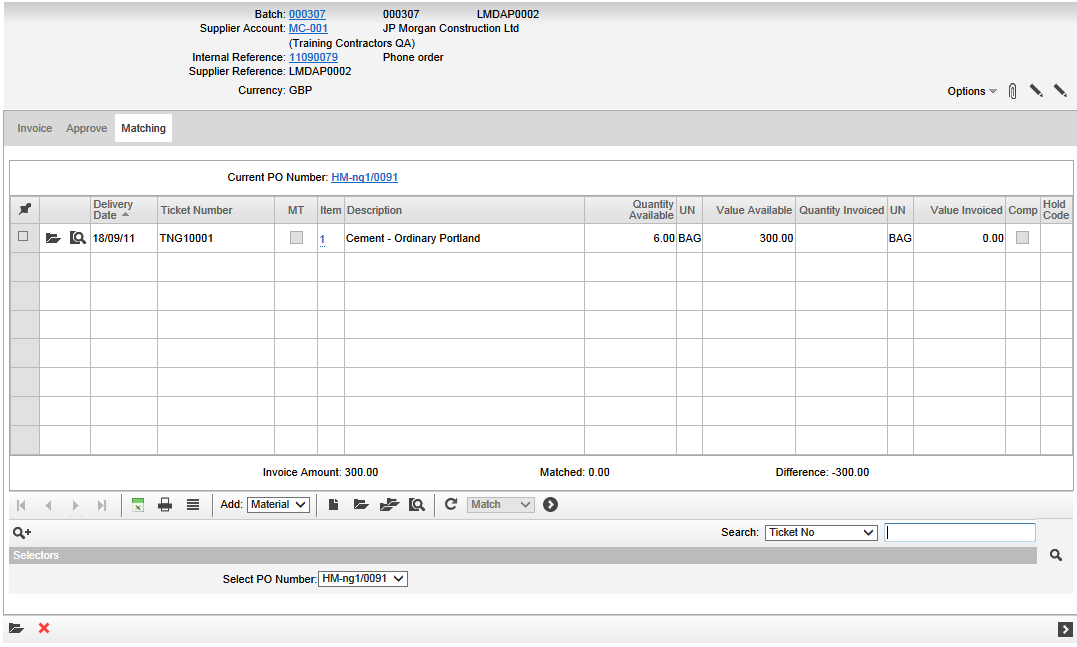 Batch: 000307 000307 LMDAP0002
Supplier Account: MC-001 JP Morgan Construction Ltd
(Training Contractors QA)
Internal Reference: 11090079 Phone order
Supplier Reference: LMDAP0002
Currency: GBP
Options
Invoice Approve Matching
Current PO Number: HM-nq1/0091
Delivery Date Ticket Number MT Item Description Quantity Available UN Value Available Quantity Invoiced UN Value Invoiced Comp Hold Code
18/09/11 TNG10001 1 Cement - Ordinary Portland 6.00 BAG 300.00 BAG 0.00
Invoice Amount: 300.00 Matched: 0.00 Difference: -300.00
Add: Material Match
Search: Ticket No
Selectors
Select PO Number: HM-nq1/0091